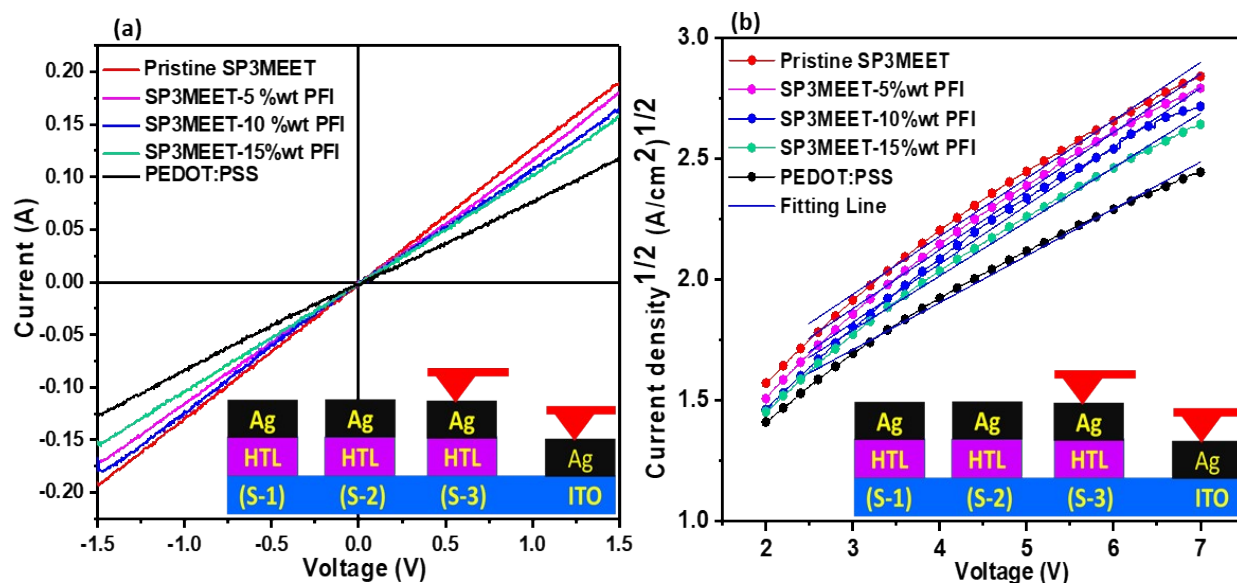 (a)
Current (A)
0.20
0.15
0.10
0.05
0.00
-0.05
-0.10
-0.15
-0.20
Pristine SP3MEET
SP3MEET-5 %wt PFI
SP3MEET-10 %wt PFI
SP3MEET-15%wt PFI
PEDOT:PSS
Ag Ag Ag
HTL HTL HTL Ag
(S-1) (S-2) (S-3) ITO
-1.5 -1.0 -0.5 0.0 0.5 1.0 1.5
Voltage (V)
(b)
Current density1/2 (A/cm2)1/2
3.0
2.5
2.0
1.5
1.0
Pristine SP3MEET
SP3MEET-5%wt PFI
SP3MEET-10%wt PFI
SP3MEET-15%wt PFI
PEDOT:PSS
Fitting Line
Ag Ag Ag
HTL HTL HTL Ag
(S-1) (S-2) (S-3) ITO
2 3 4 5 6 7
Voltage (V)